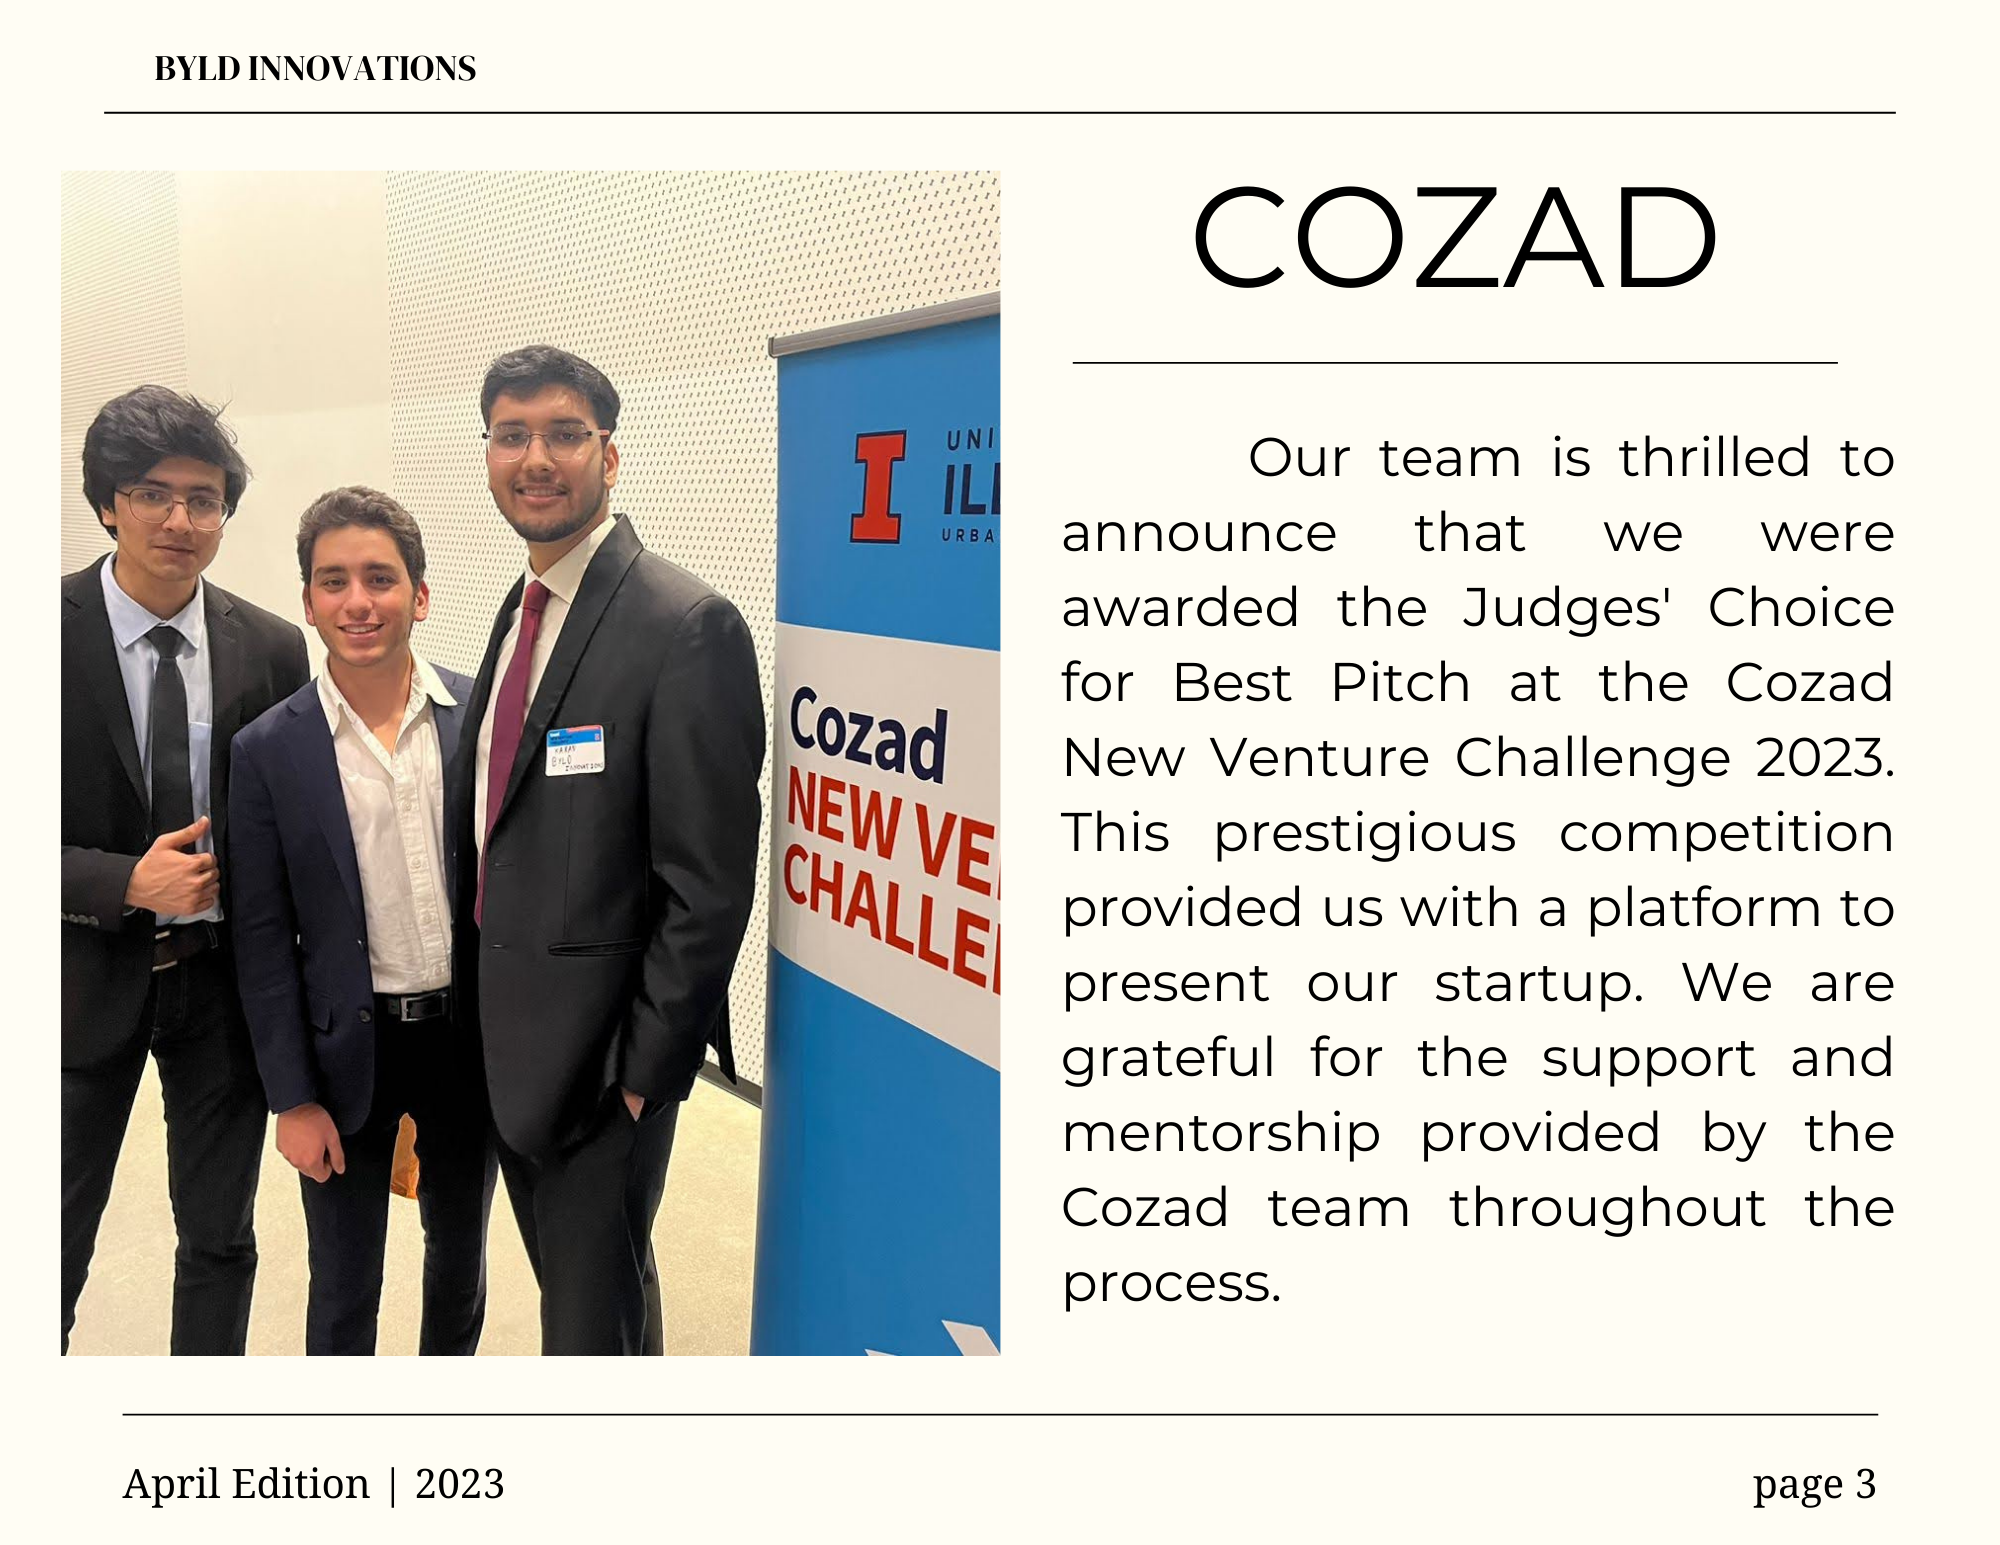 BYLD INNOVATIONS
COZAD
Our team is thrilled to
announce that we were
awarded the Judges' Choice
for Best Pitch at the Cozad
New Venture Challenge 2023.
This prestigious competition
provided us with a platform to
present our startup. We are
grateful for the support and
mentorship provided by the
Cozad team throughout the
process.
I
UNI
ILL
URBA
Cozad
NEW VE
CHALLE
KARAN
BYLD
INNOVATIONS
April Edition | 2023
page 3